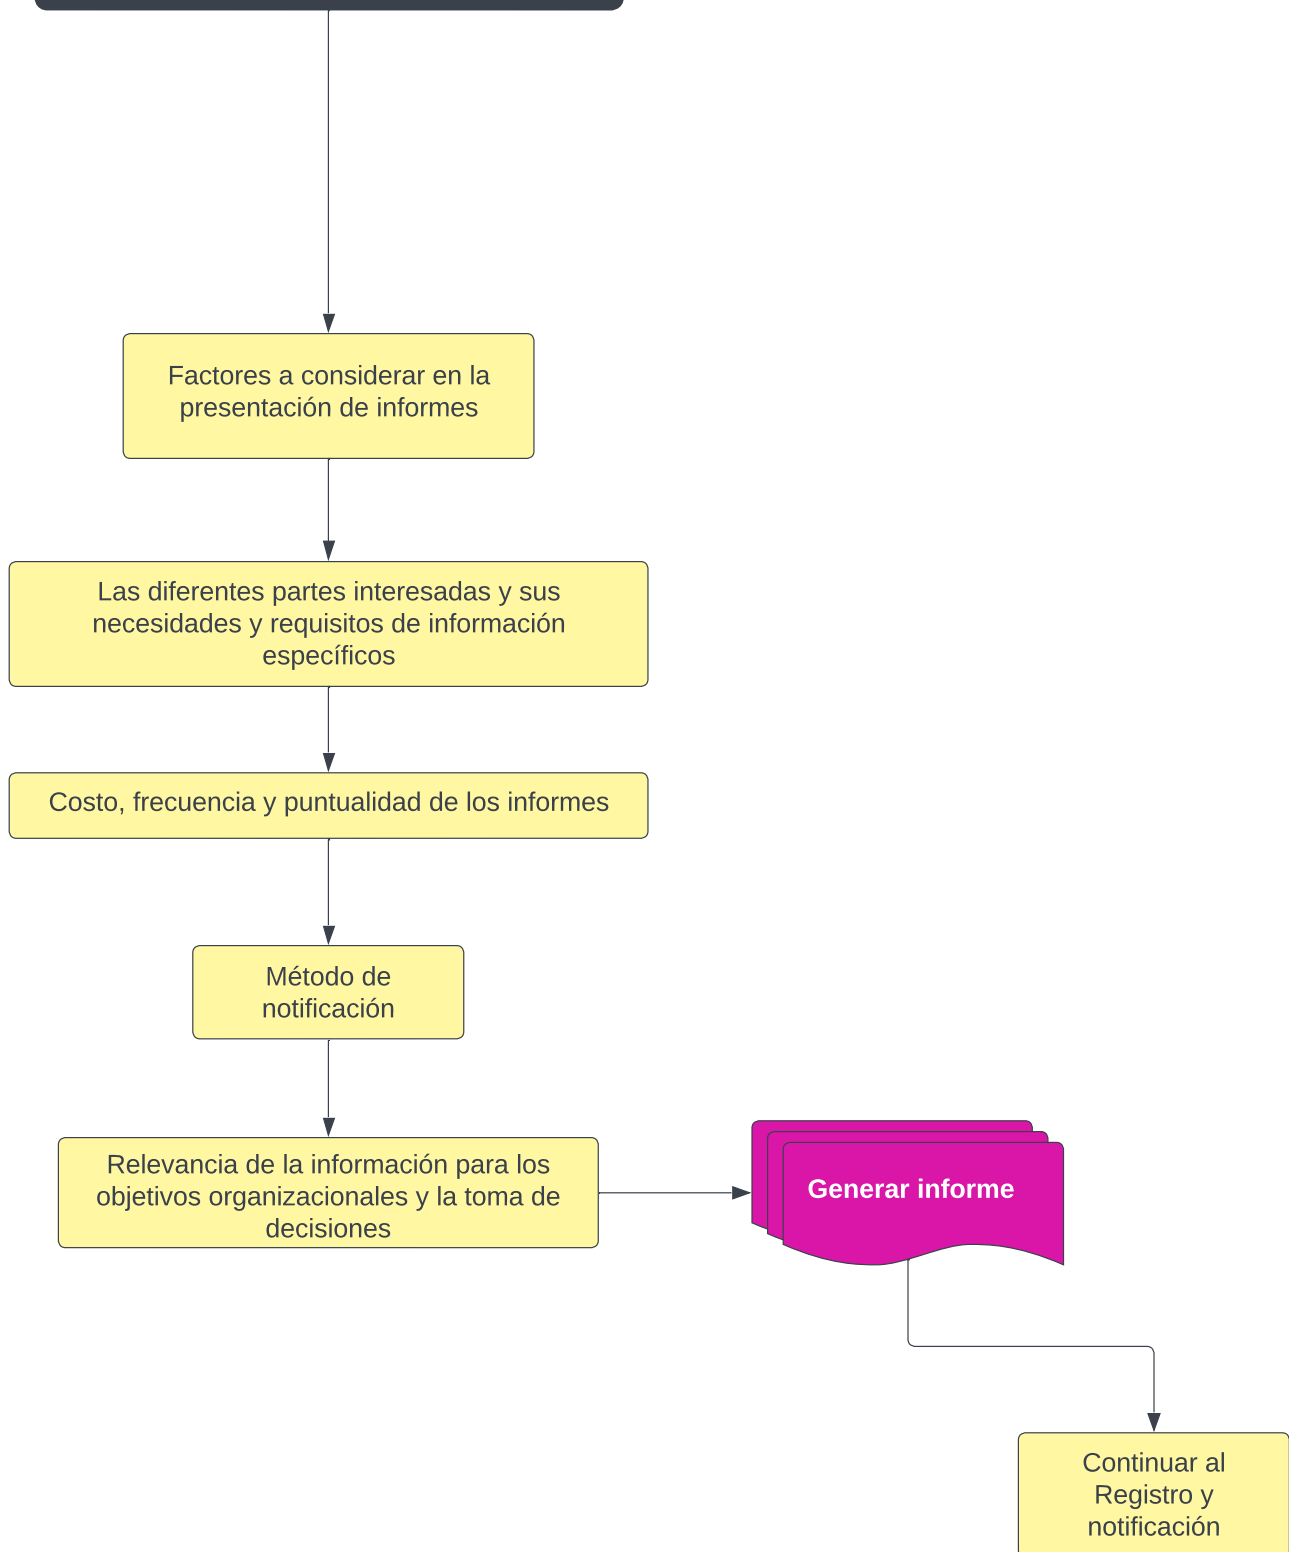 Factores a considerar en la
presentación de informes
Las diferentes partes interesadas y sus
necesidades y requisitos de información
específicos
Costo, frecuencia y puntualidad de los informes
Método de
notificación
Relevancia de la información para los
objetivos organizacionales y la toma de
decisiones
Generar informe
Continuar al
Registro y
notificación